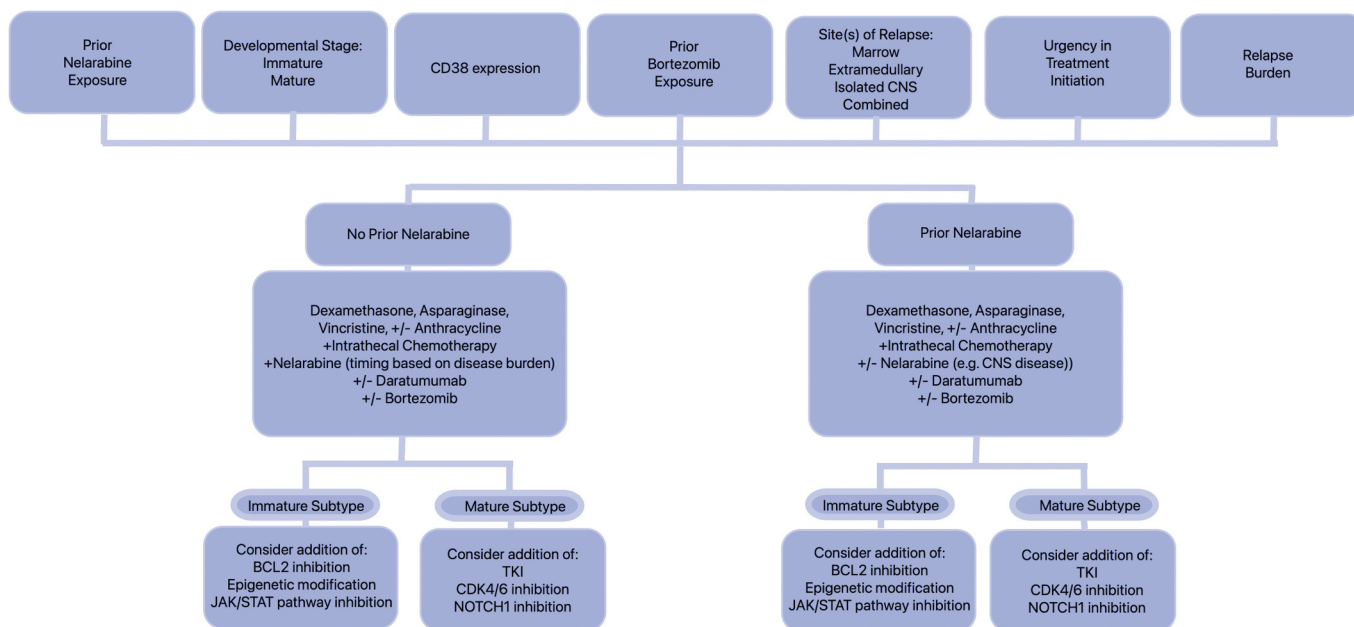 Prior
Nelarabine
Exposure
Developmental Stage:
Immature
Mature
CD38 expression
Prior
Bortezomib
Exposure
Site(s) of Relapse:
Marrow
Extramedullary
Isolated CNS
Combined
Urgency in
Treatment
Initiation
Relapse
Burden
No Prior Nelarabine
Prior Nelarabine
Dexamethasone, Asparaginase,
Vincristine, +/- Anthracycline
+Intrathecal Chemotherapy
+Nelarabine (timing based on disease burden)
+/- Daratumumab
+/- Bortezomib
Dexamethasone, Asparaginase,
Vincristine, +/- Anthracycline
+Intrathecal Chemotherapy
+/- Nelarabine (e.g. CNS disease))
+/- Daratumumab
+/- Bortezomib
Immature Subtype
Mature Subtype
Immature Subtype
Mature Subtype
Consider addition of:
BCL2 inhibition
Epigenetic modification
JAK/STAT pathway inhibition
Consider addition of:
TKI
CDK4/6 inhibition
NOTCH1 inhibition
Consider addition of:
BCL2 inhibition
Epigenetic modification
JAK/STAT pathway inhibition
Consider addition of:
TKI
CDK4/6 inhibition
NOTCH1 inhibition